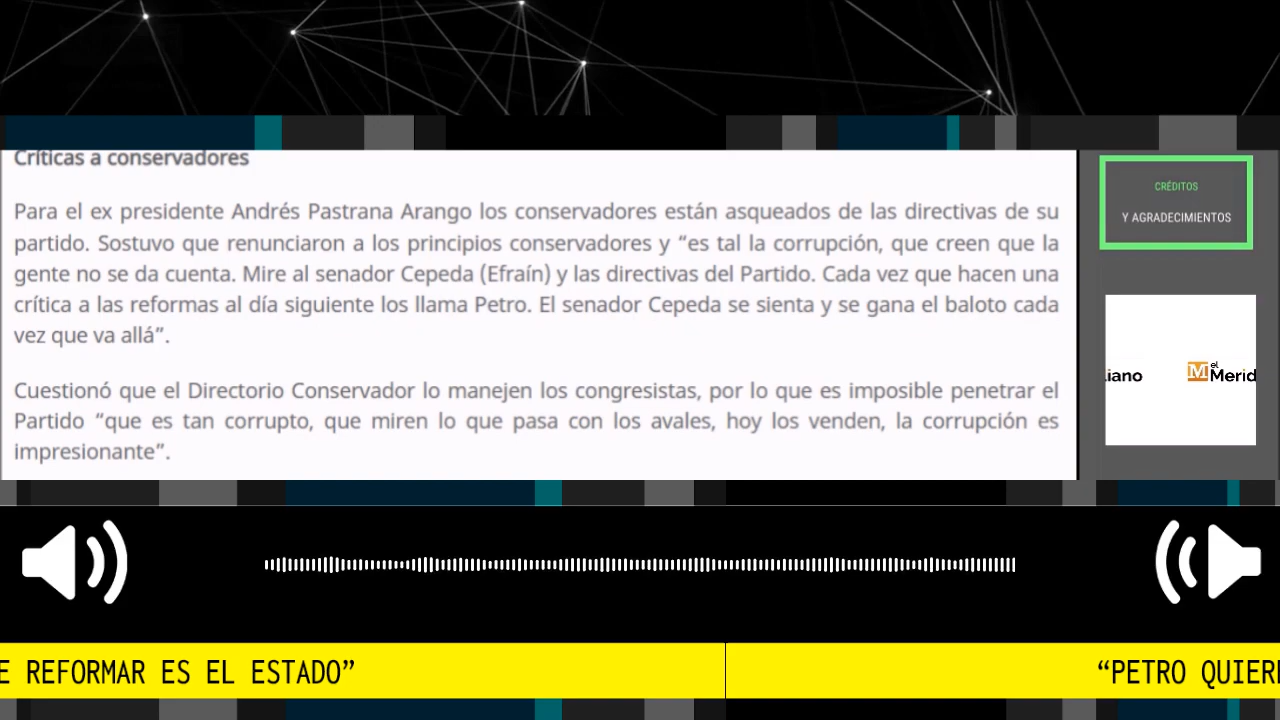 Críticas a conservadores
Para el ex presidente Andrés Pastrana Arango los conservadores están asqueados de las directivas de su
partido. Sostuvo que renunciaron a los principios conservadores y “es tal la corrupción, que creen que la
gente no se da cuenta. Mire al senador Cepeda (Efraín) y las directivas del Partido. Cada vez que hacen una
crítica a las reformas al día siguiente los llama Petro. El senador Cepeda se sienta y se gana el baloto cada
vez que va allá”.
Cuestionó que el Directorio Conservador lo manejen los congresistas, por lo que es imposible penetrar el
Partido “que es tan corrupto, que miren lo que pasa con los avales, hoy los venden, la corrupción es
impresionante”.
CRÉDITOS
Y AGRADECIMIENTOS
iano
M el Merid
E REFORMAR ES EL ESTADO”
“PETRO QUIER